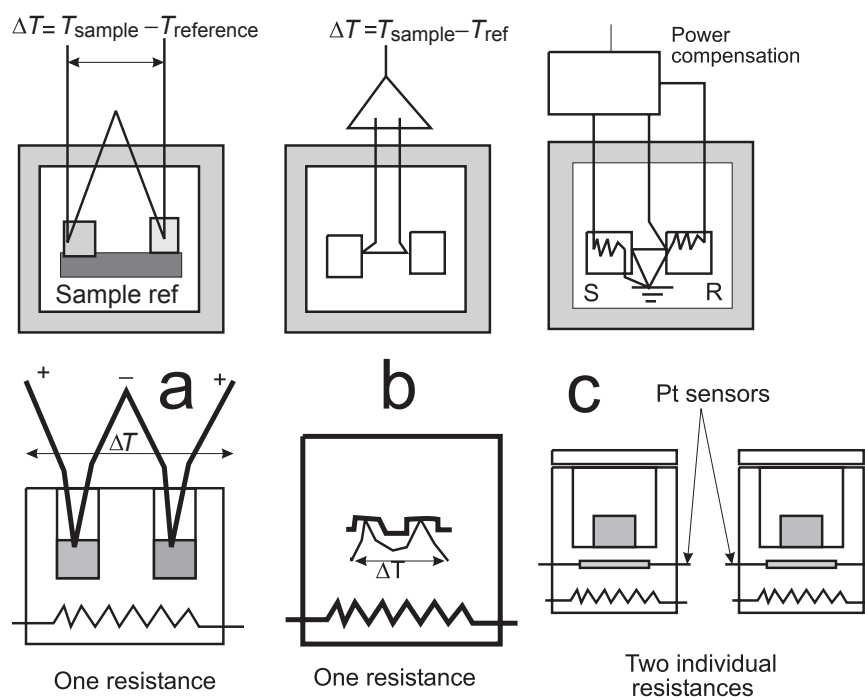 ΔT= Tsample –Treference
ΔT=Tsample–Tref
Power
compensation
Sample ref
S
R
+
–
+
a
b
c
ΔT
Pt sensors
ΔT
One resistance
One resistance
Two individual
resistances